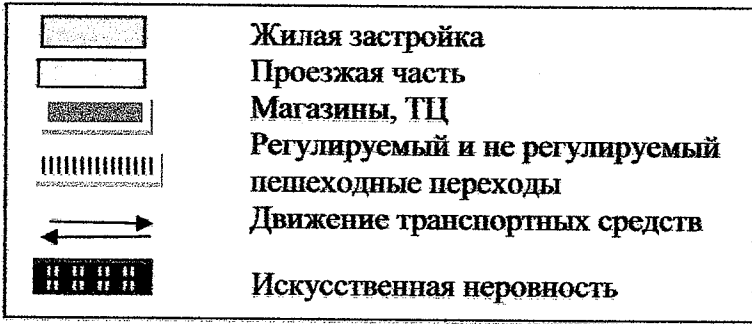 Жилая застройка
Проезжая часть
Магазины, ТЦ
Регулируемый и не регулируемый
пешеходные переходы
Движение транспортных средств
Искусственная неровность